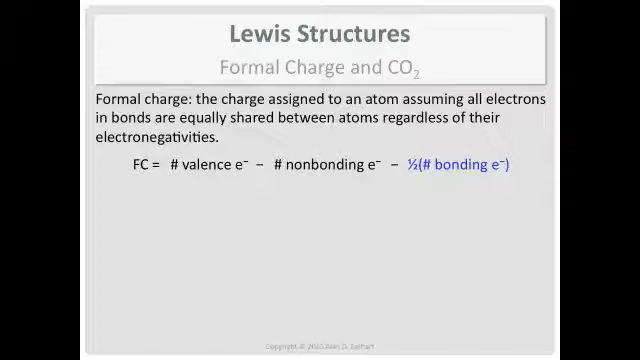 Lewis Structures
Formal Charge and CO₂
Formal charge: the charge assigned to an atom assuming all electrons
in bonds are equally shared between atoms regardless of their
electronegativities.
FC = # valence e⁻ − # nonbonding e⁻ − ½(# bonding e⁻)
Copyright © Alan D. Earhart